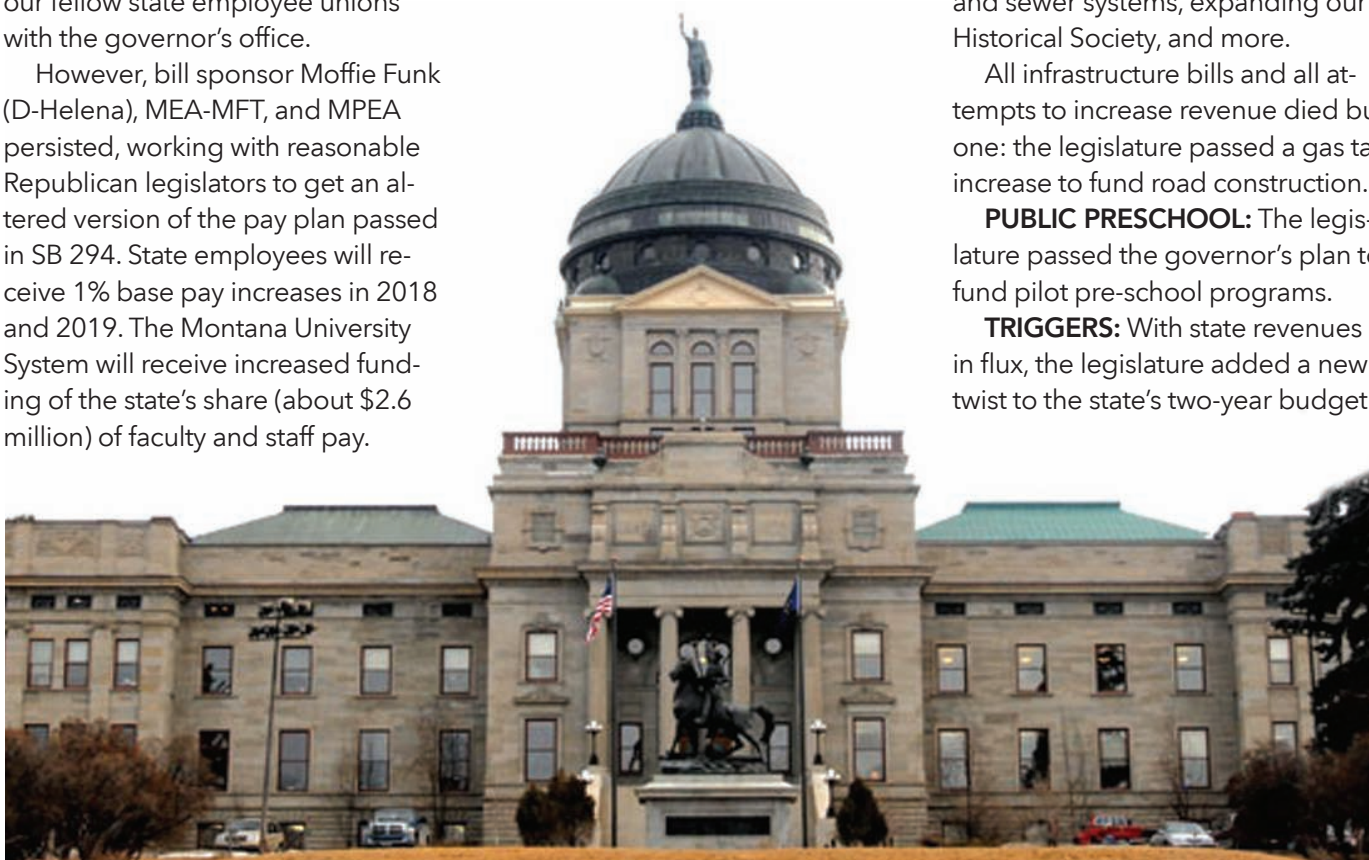 our fellow state employee unions
with the governor’s office.
However, bill sponsor Moffie Funk
(D-Helena), MEA-MFT, and MPEA
persisted, working with reasonable
Republican legislators to get an al-
tered version of the pay plan passed
in SB 294. State employees will re-
ceive 1% base pay increases in 2018
and 2019. The Montana University
System will receive increased fund-
ing of the state’s share (about $2.6
million) of faculty and staff pay.
and sewer systems, expanding our
Historical Society, and more.
All infrastructure bills and all at-
tempts to increase revenue died
one: the legislature passed a gas
increase to fund road construction.
PUBLIC PRESCHOOL: The legis-
lature passed the governor’s plan
fund pilot pre-school programs.
TRIGGERS: With state revenues
in flux, the legislature added a new
twist to the state’s two-year budget